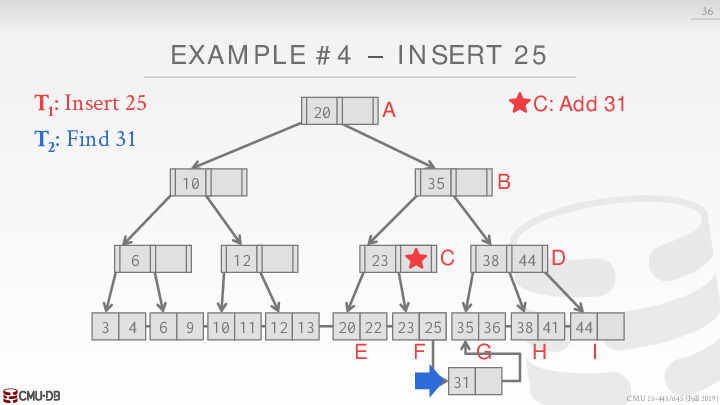 36
EXAMPLE #4 – INSERT 25
T1: Insert 25
T2: Find 31
C: Add 31
20 A
10
35 B
6
12
23 C
38 44 D
3 4 6 9 10 11 12 13 20 22 23 25 35 36 38 41 44
E F G H I
31
CMU-DB
CMU 15-445/645 (Fall 2019)